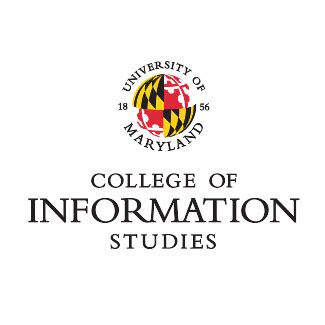 UNIVERSITY OF
18 56
MARYLAND
COLLEGE OF
INFORMATION
STUDIES